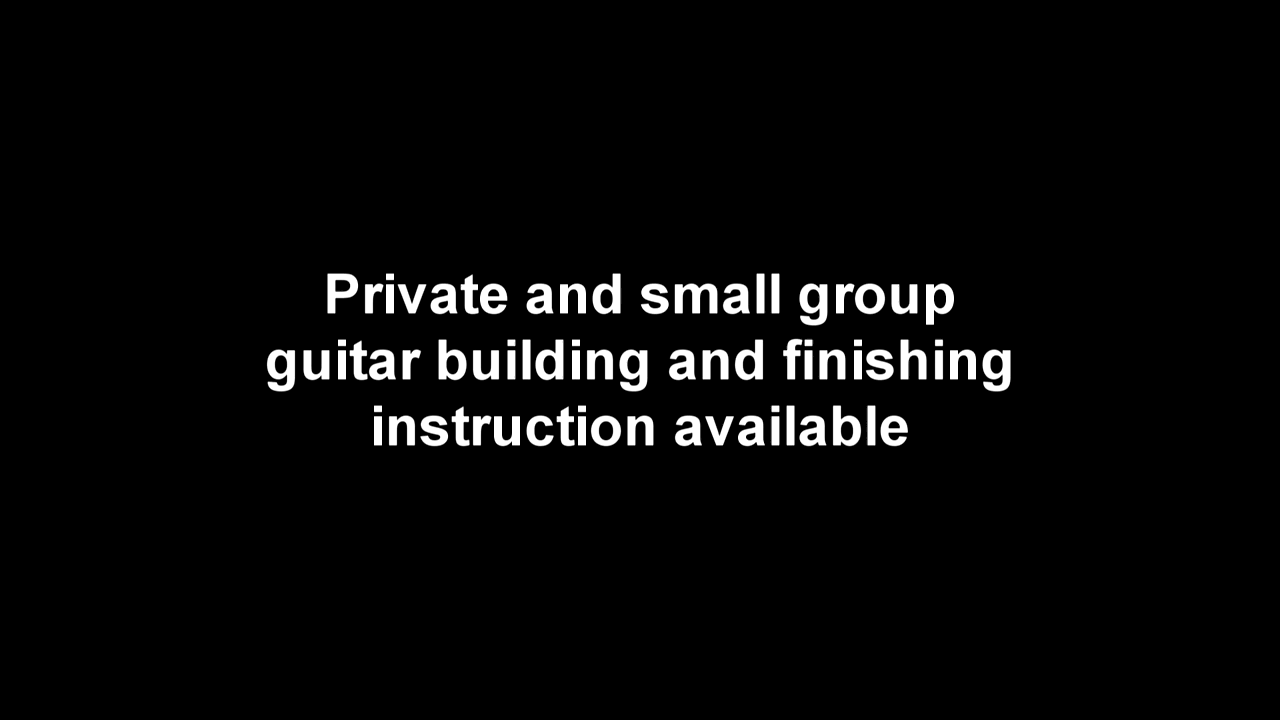 Private and small group
guitar building and finishing
instruction available